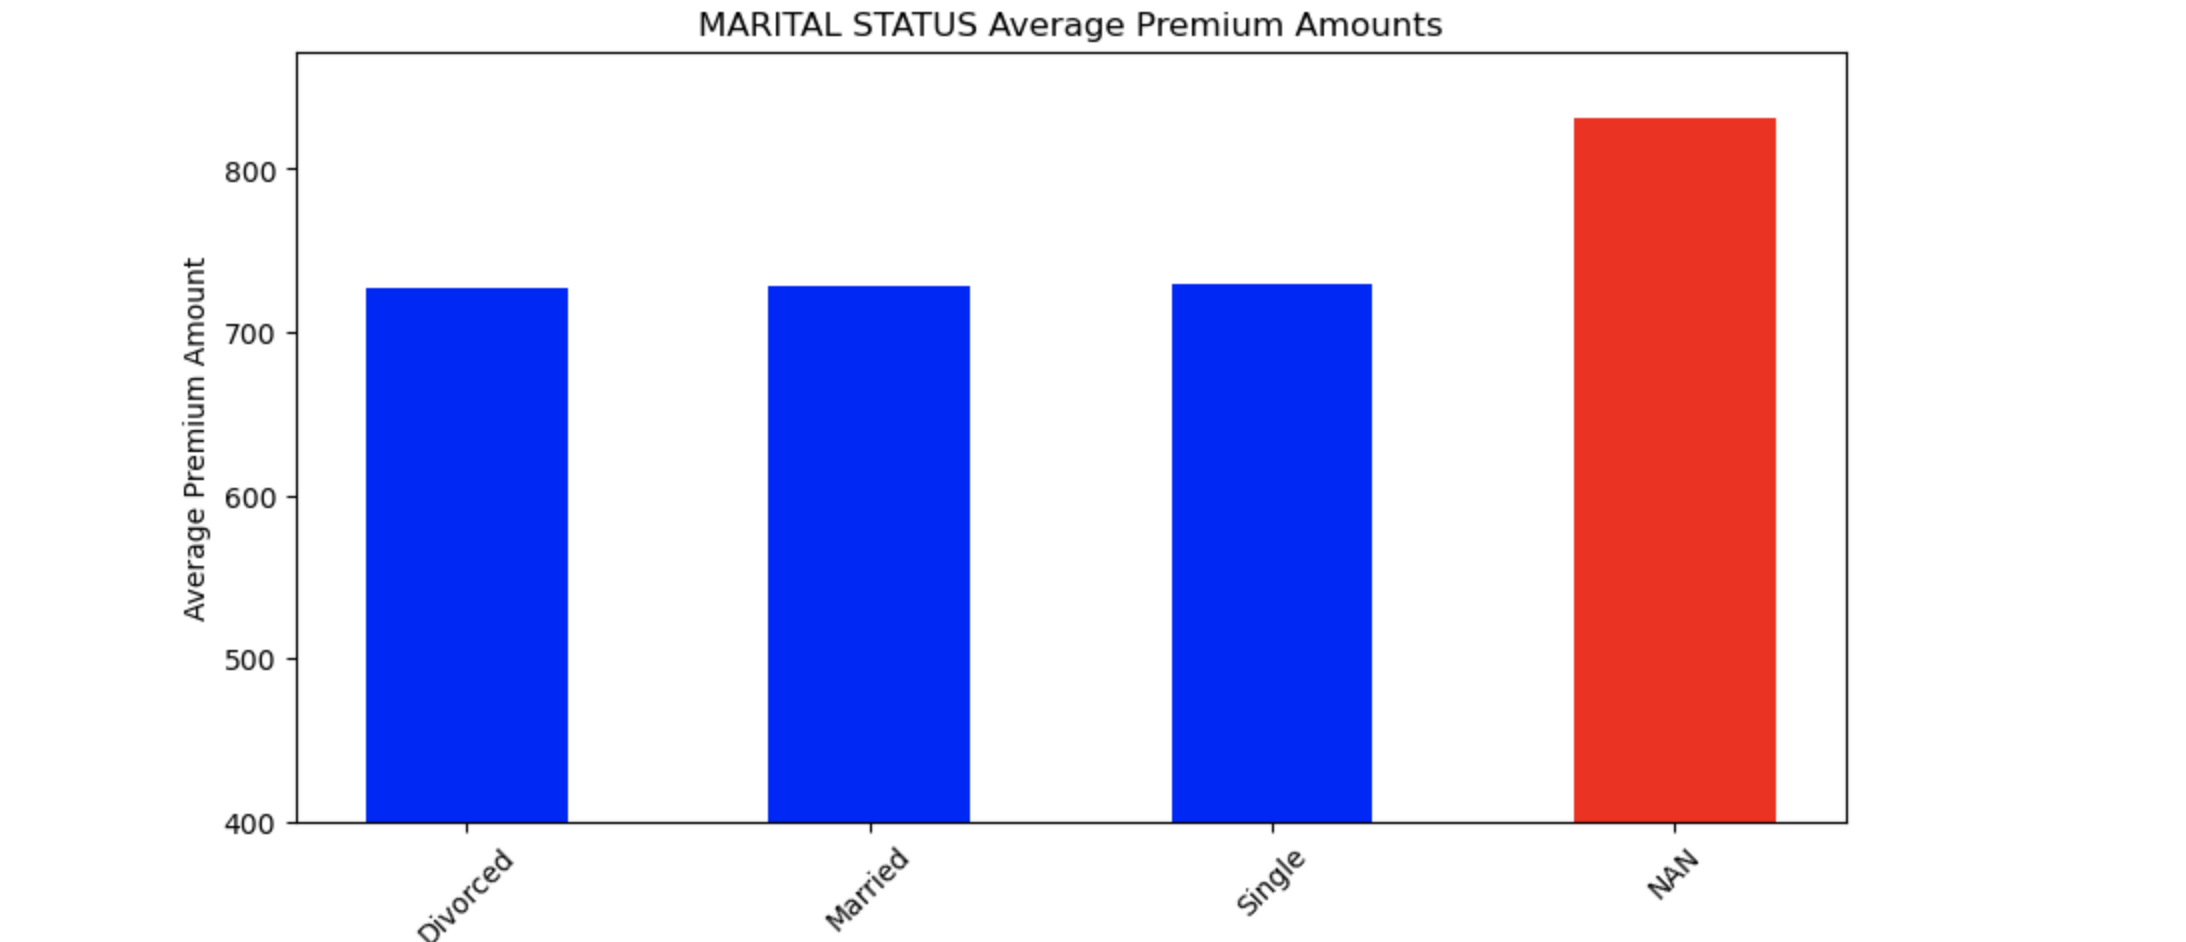 MARITAL STATUS Average Premium Amounts
Average Premium Amount
800
700
600
500
400
Divorced
Married
Single
NAN